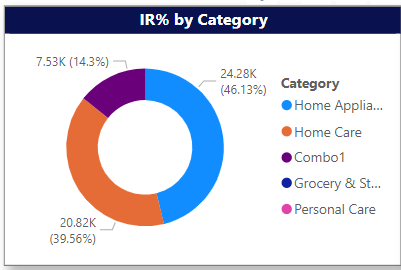 IR% by Category
7.53K (14.3%)
24.28K
(46.13%)
20.82K
(39.56%)
Category
Home Applia...
Home Care
Combo1
Grocery & St...
Personal Care